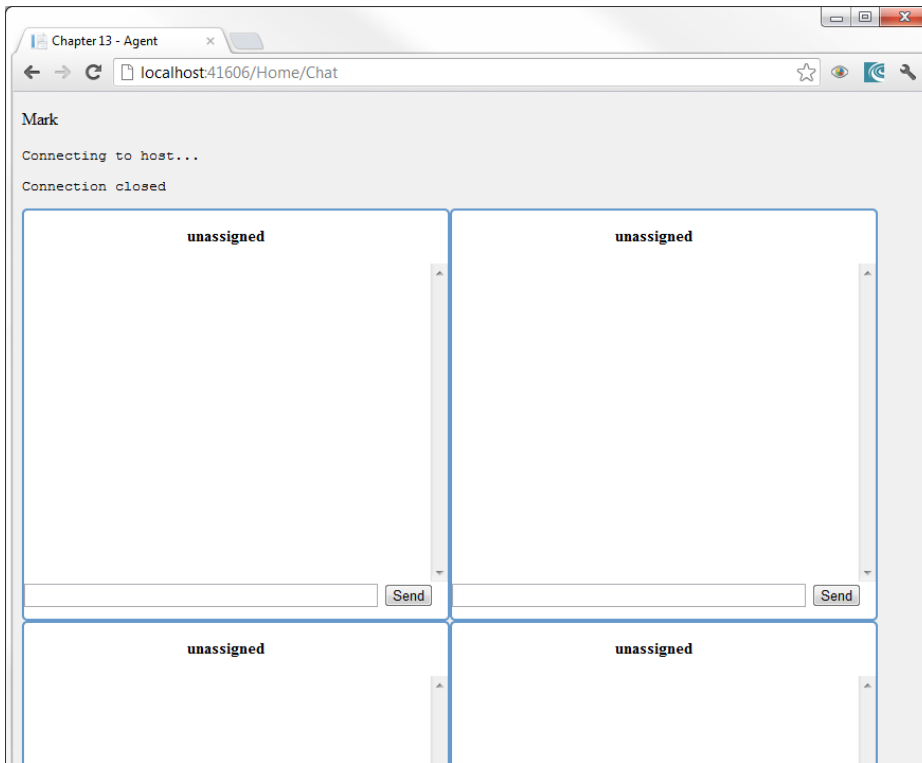 Chapter 13 - Agent
localhost:41606/Home/Chat
Mark
Connecting to host...
Connection closed
unassigned unassigned
Send Send
unassigned unassigned